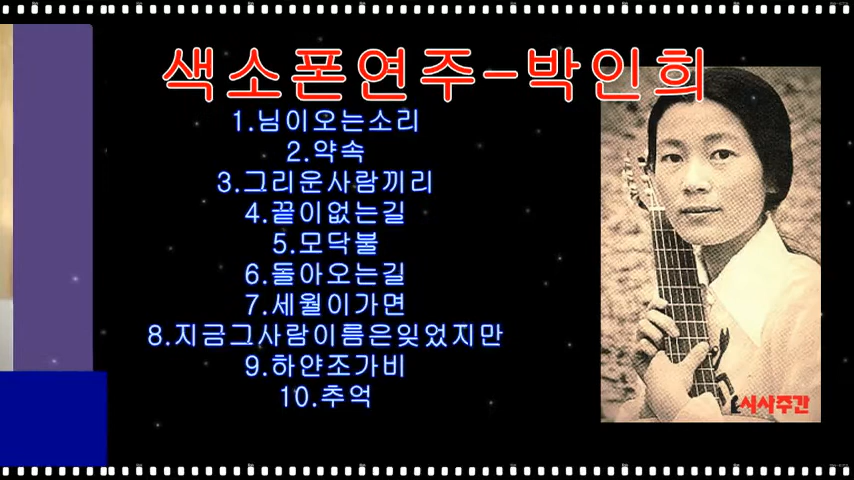 색소폰연주-박인희
1.님이오는소리
2.약속
3.그리운사람끼리
4.끝이없는길
5.모닥불
6.돌아오는길
7.세월이가면
8.지금그사람이름은잊었지만
9.하얀조가비
10.추억
시사주간